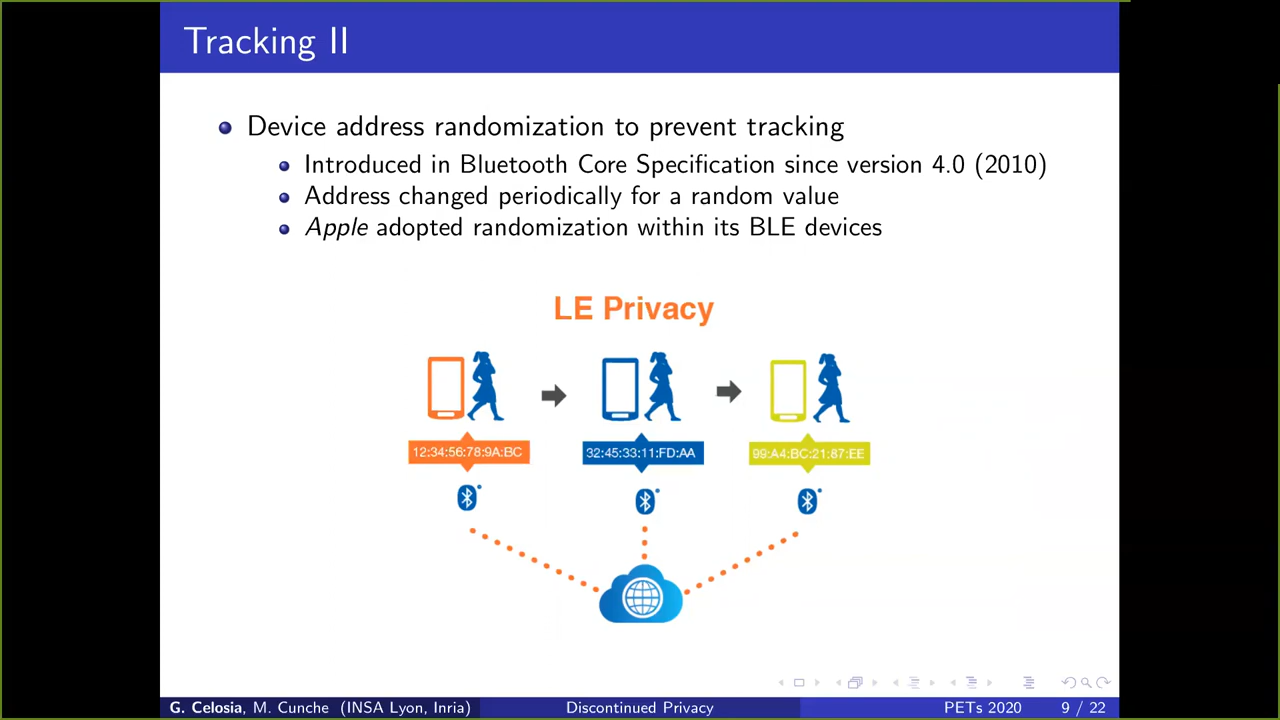 Tracking II
Device address randomization to prevent tracking
Introduced in Bluetooth Core Specification since version 4.0 (2010)
Address changed periodically for a random value
Apple adopted randomization within its BLE devices
LE Privacy
12:34:56:78:9A:BC 32:45:33:11:FD:AA 99:A4:BC:21:87:EE
G. Celosia, M. Cunche (INSA Lyon, Inria) Discontinued Privacy PETs 2020 9 / 22